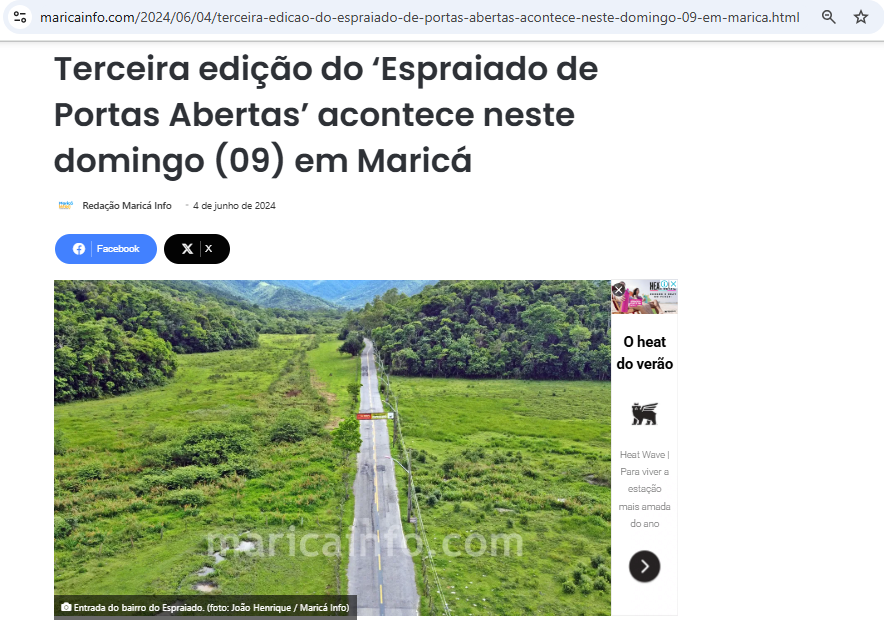 maricainfo.com/2024/06/04/terceira-edicao-do-espraiado-de-portas-abertas-acontece-neste-domingo-09-em-marica.html
Terceira edição do ‘Espraiado de
Portas Abertas’ acontece neste
domingo (09) em Maricá
Redação Maricá Info - 4 de junho de 2024
Facebook
X
O heat
do verão
Heat Wave |
Para viver a
estação
mais amada
do ano
maricainfo.com
Entrada do bairro do Espraiado. (foto: João Henrique / Maricá Info)